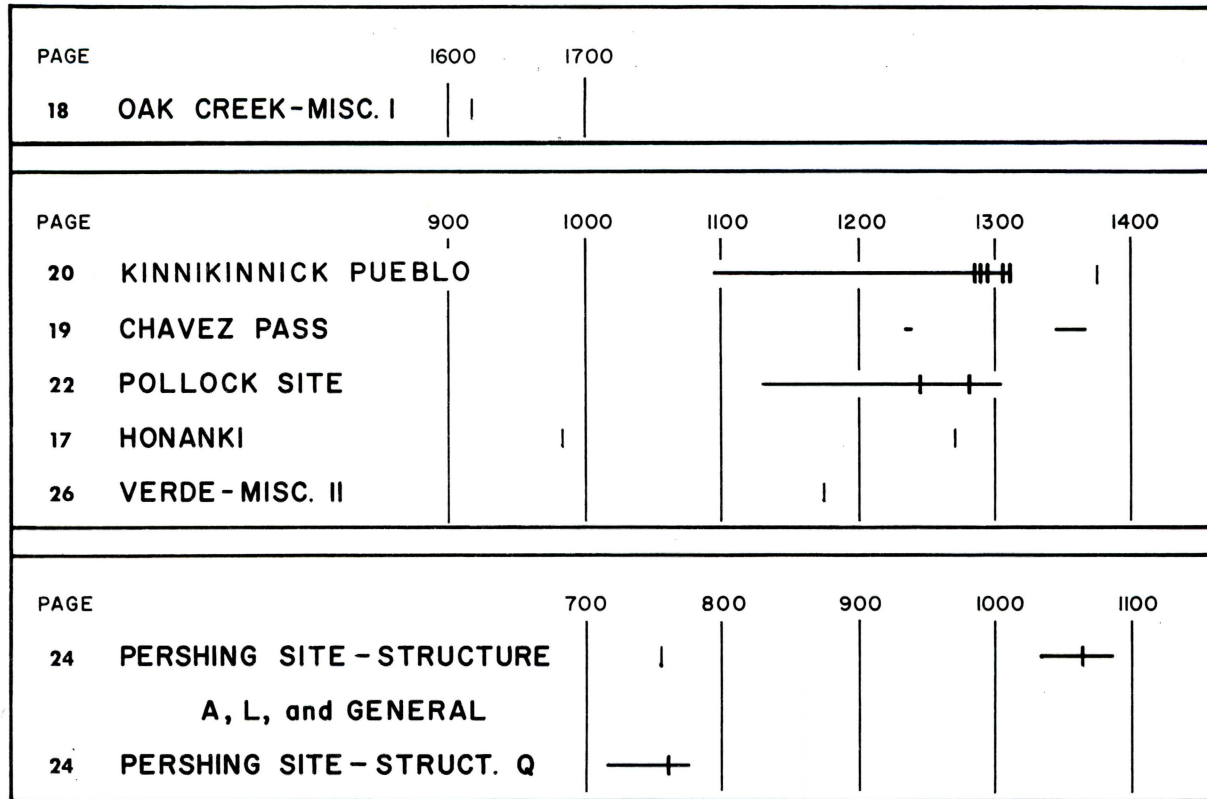 PAGE 1600 1700
18 OAK CREEK-MISC. I
PAGE 900 1000 1100 1200 1300 1400
20 KINNIKINNICK PUEBLO
19 CHAVEZ PASS
22 POLLOCK SITE
17 HONANKI
26 VERDE-MISC. II
PAGE 700 800 900 1000 1100
24 PERSHING SITE-STRUCTURE
A, L, and GENERAL
24 PERSHING SITE-STRUCT. Q